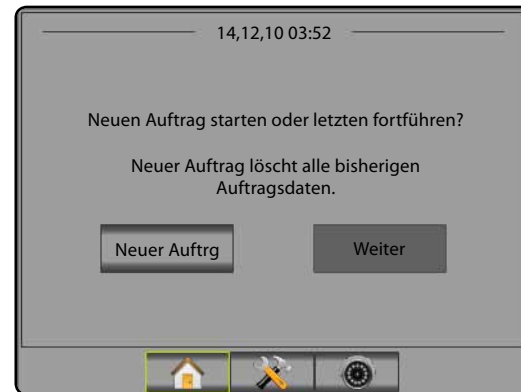 14,12,10 03:52
Neuen Auftrag starten oder letzten fortführen?
Neuer Auftrag löscht alle bisherigen
Auftragsdaten.
Neuer Auftrg
Weiter